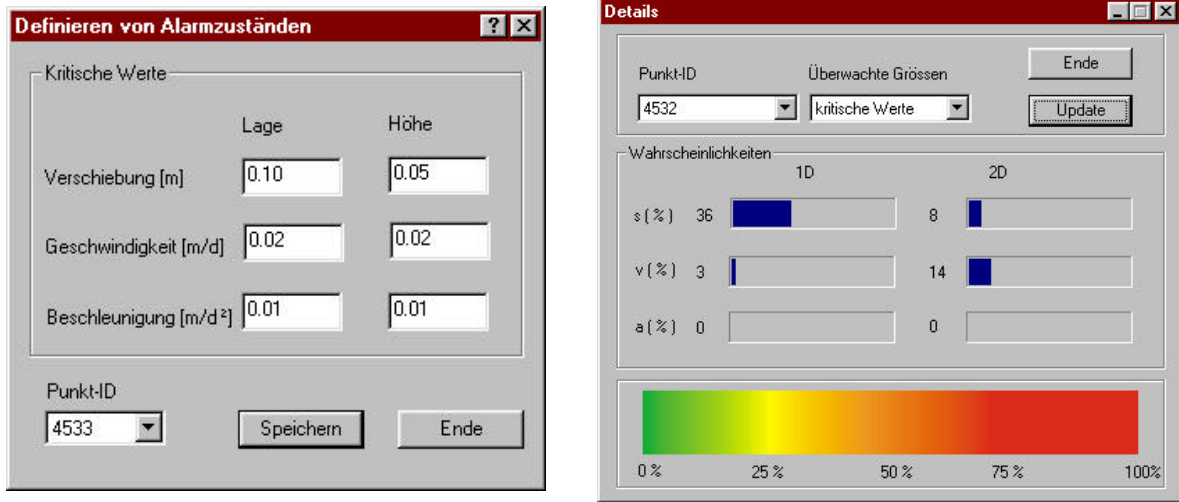 Definieren von Alarmzuständen
Kritische Werte
Lage Höhe
Verschiebung [m] 0.10 0.05
Geschwindigkeit [m/d] 0.02 0.02
Beschleunigung [m/d²] 0.01 0.01
Punkt-ID
4533 Speichern Ende
Details
Punkt-ID Überwachte Grössen Ende
4532 kritische Werte Update
Wahrscheinlichkeiten
1D 2D
s (%) 36 8
v (%) 3 14
a (%) 0 0
0 % 25 % 50 % 75 % 100%